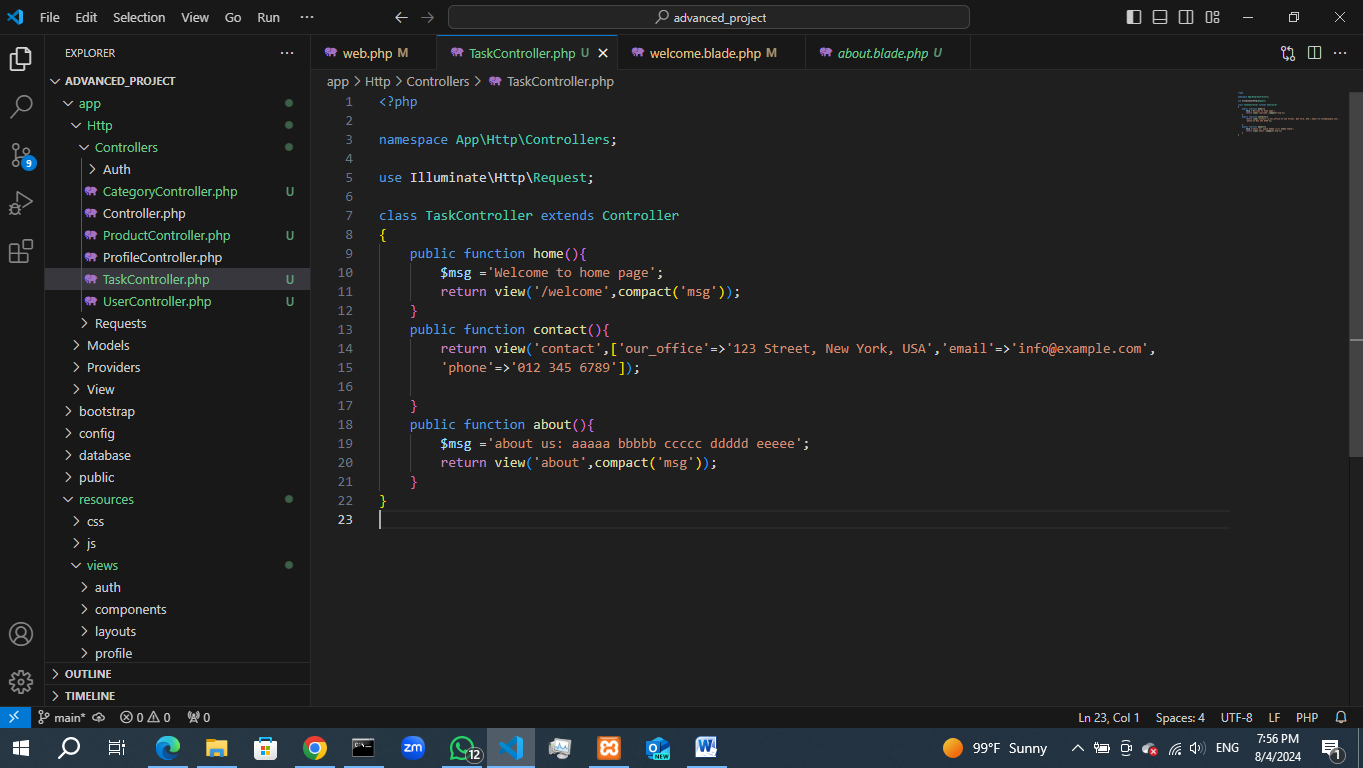 File Edit Selection View Go Run ··· advanced_project
EXPLORER ···
ADVANCED_PROJECT
app
Http
Controllers
Auth
CategoryController.php U
Controller.php
ProductController.php U
ProfileController.php
TaskController.php U
UserController.php U
Requests
Models
Providers
View
bootstrap
config
database
public
resources
css
js
views
auth
components
layouts
profile
OUTLINE
TIMELINE
9
web.php M TaskController.php U welcome.blade.php M about.blade.php U
app > Http > Controllers > TaskController.php
1 <?php
2
3 namespace App\Http\Controllers;
4
5 use Illuminate\Http\Request;
6
7 class TaskController extends Controller
8 {
9 public function home(){
10 $msg ='Welcome to home page';
11 return view('/welcome',compact('msg'));
12 }
13 public function contact(){
14 return view('contact',['our_office'=>'123 Street, New York, USA','email'=>'info@example.com',
15 'phone'=>'012 345 6789']);
16
17 }
18 public function about(){
19 $msg ='about us: aaaaa bbbbb ccccc ddddd eeeee';
20 return view('about',compact('msg'));
21 }
22 }
23
main* 0 0 0 Ln 23, Col 1 Spaces: 4 UTF-8 LF PHP
zm 12 NEW W 99°F Sunny ENG 7:56 PM 1
8/4/2024